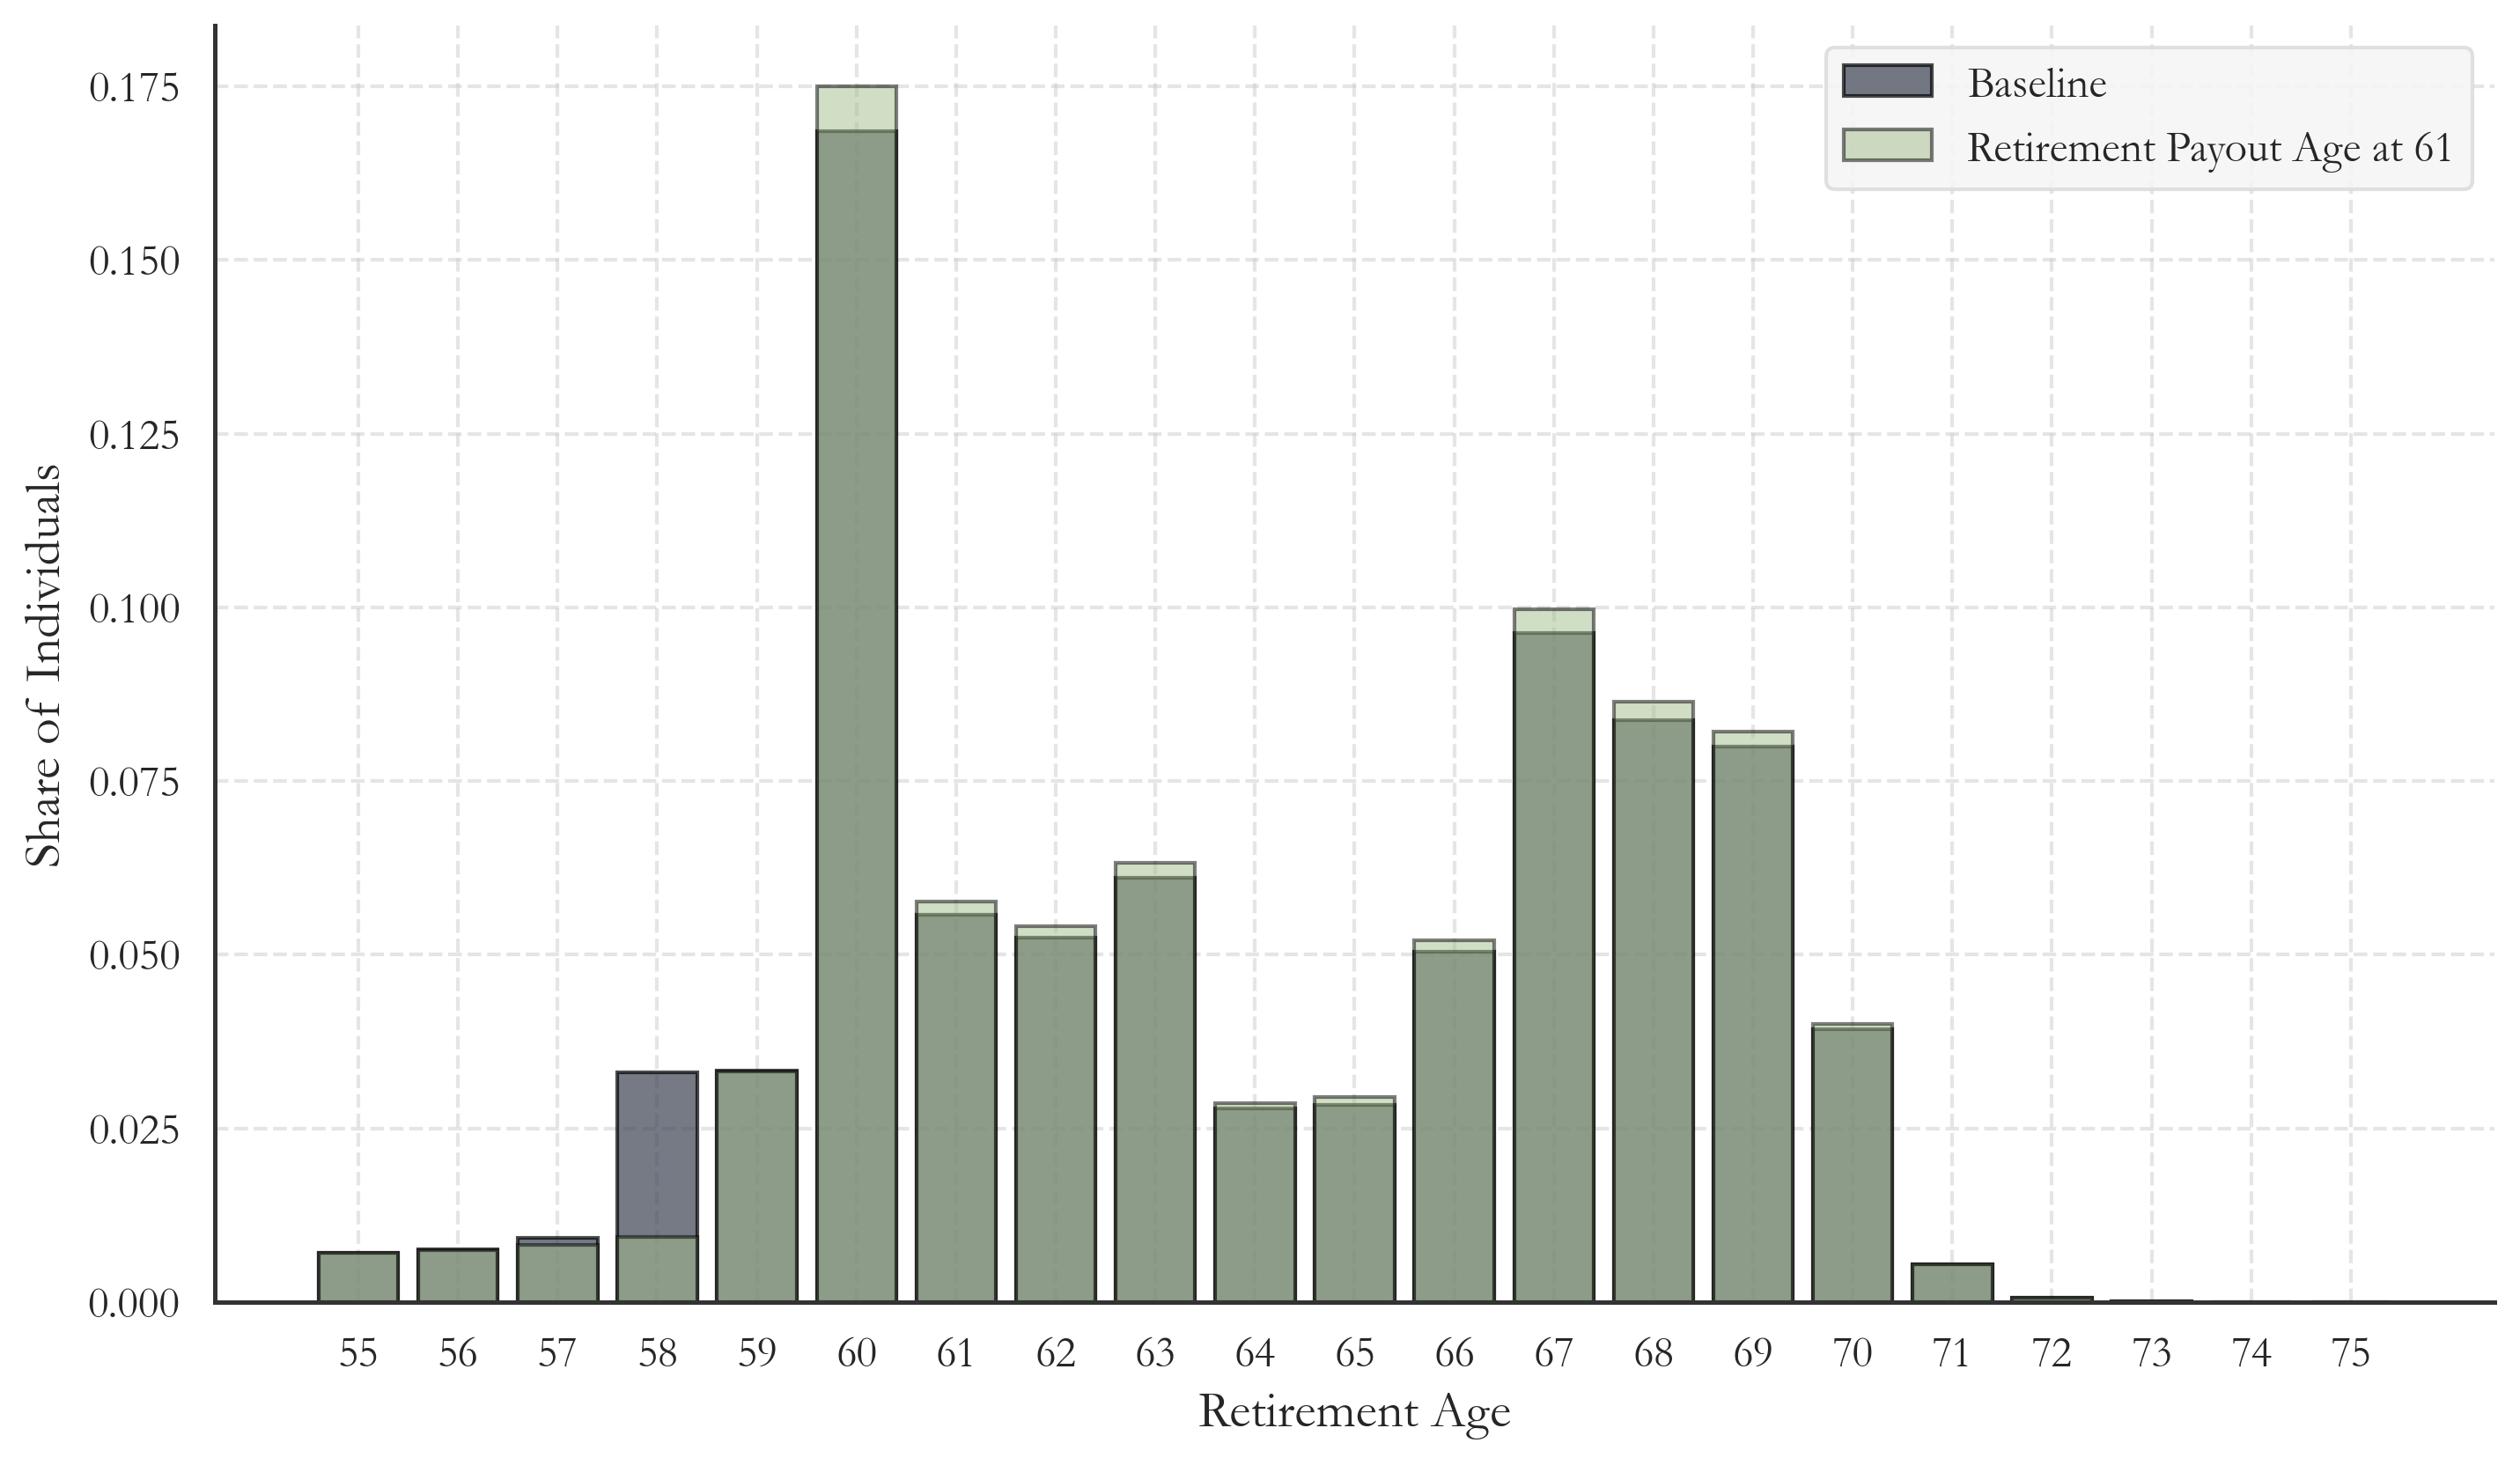 Baseline
Retirement Payout Age at 61
Share of Individuals
0.175
0.150
0.125
0.100
0.075
0.050
0.025
0.000
55 56 57 58 59 60 61 62 63 64 65 66 67 68 69 70 71 72 73 74 75
Retirement Age